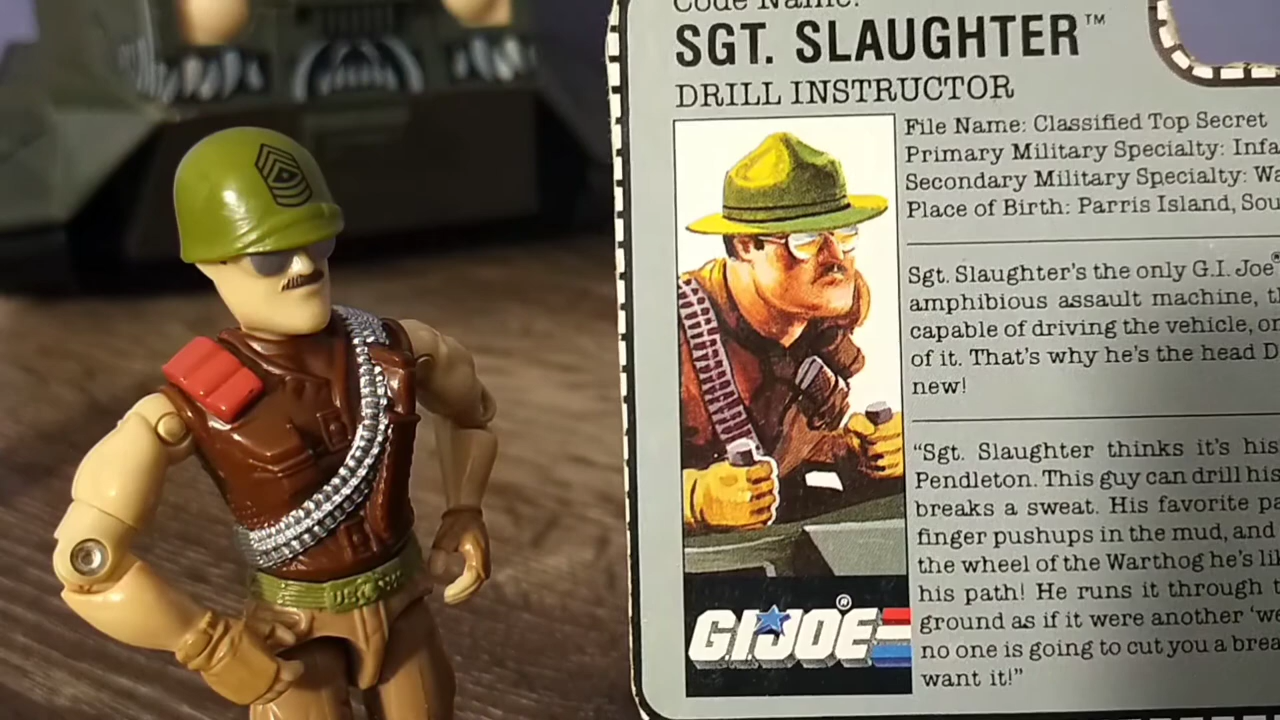 Code Name:
SGT. SLAUGHTER™
DRILL INSTRUCTOR
File Name: Classified Top Secret
Primary Military Specialty: Infa
Secondary Military Specialty: Wa
Place of Birth: Parris Island, Sou
Sgt. Slaughter's the only G.I. Joe®
amphibious assault machine, th
capable of driving the vehicle, or
of it. That's why he's the head D
new!
"Sgt. Slaughter thinks it's his
Pendleton. This guy can drill his
breaks a sweat. His favorite pa
finger pushups in the mud, and
the wheel of the Warthog he's lik
his path! He runs it through t
ground as if it were another 'we
no one is going to cut you a brea
want it!"
GI JOE®